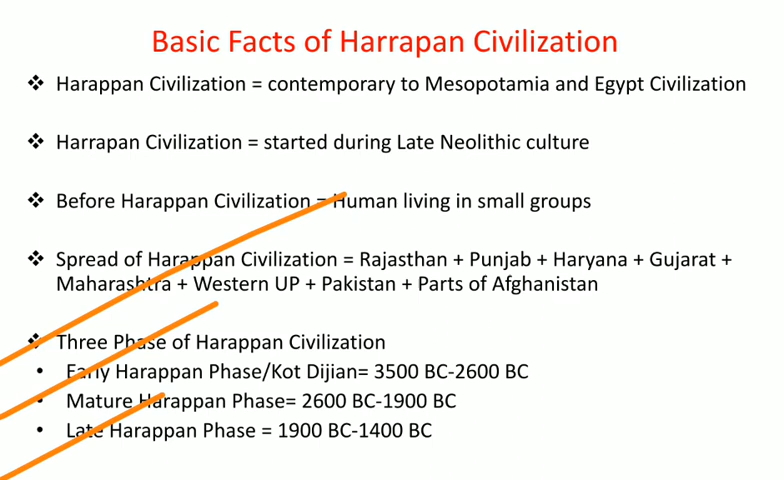 Basic Facts of Harrapan Civilization
❖ Harappan Civilization = contemporary to Mesopotamia and Egypt Civilization
❖ Harrapan Civilization = started during Late Neolithic culture
❖ Before Harappan Civilization = Human living in small groups
❖ Spread of Harappan Civilization = Rajasthan + Punjab + Haryana + Gujarat +
Maharashtra + Western UP + Pakistan + Parts of Afghanistan
❖ Three Phase of Harappan Civilization
• Early Harappan Phase/Kot Dijian= 3500 BC-2600 BC
• Mature Harappan Phase= 2600 BC-1900 BC
• Late Harappan Phase = 1900 BC-1400 BC